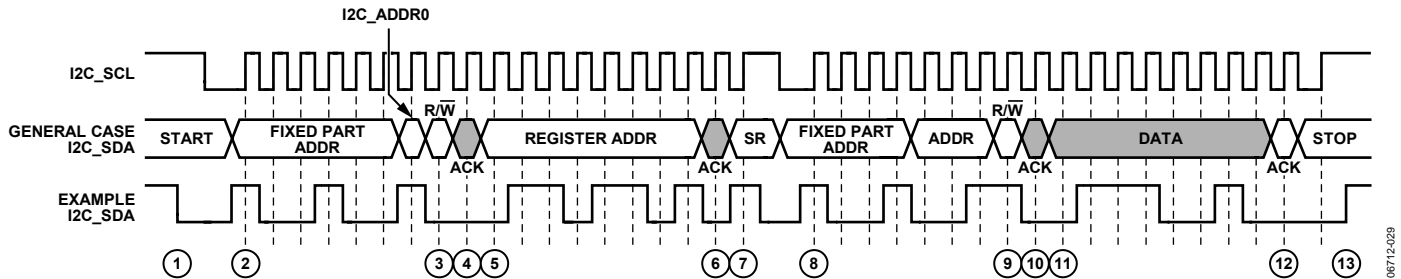 I2C_ADDR0
I2C_SCL
R/W̅
R/W̅
GENERAL CASE
I2C_SDA
START
FIXED PART
ADDR
REGISTER ADDR
SR
FIXED PART
ADDR
ADDR
DATA
STOP
ACK
ACK
ACK
ACK
EXAMPLE
I2C_SDA
1
2
3
4
5
6
7
8
9
10
11
12
13
06712-029